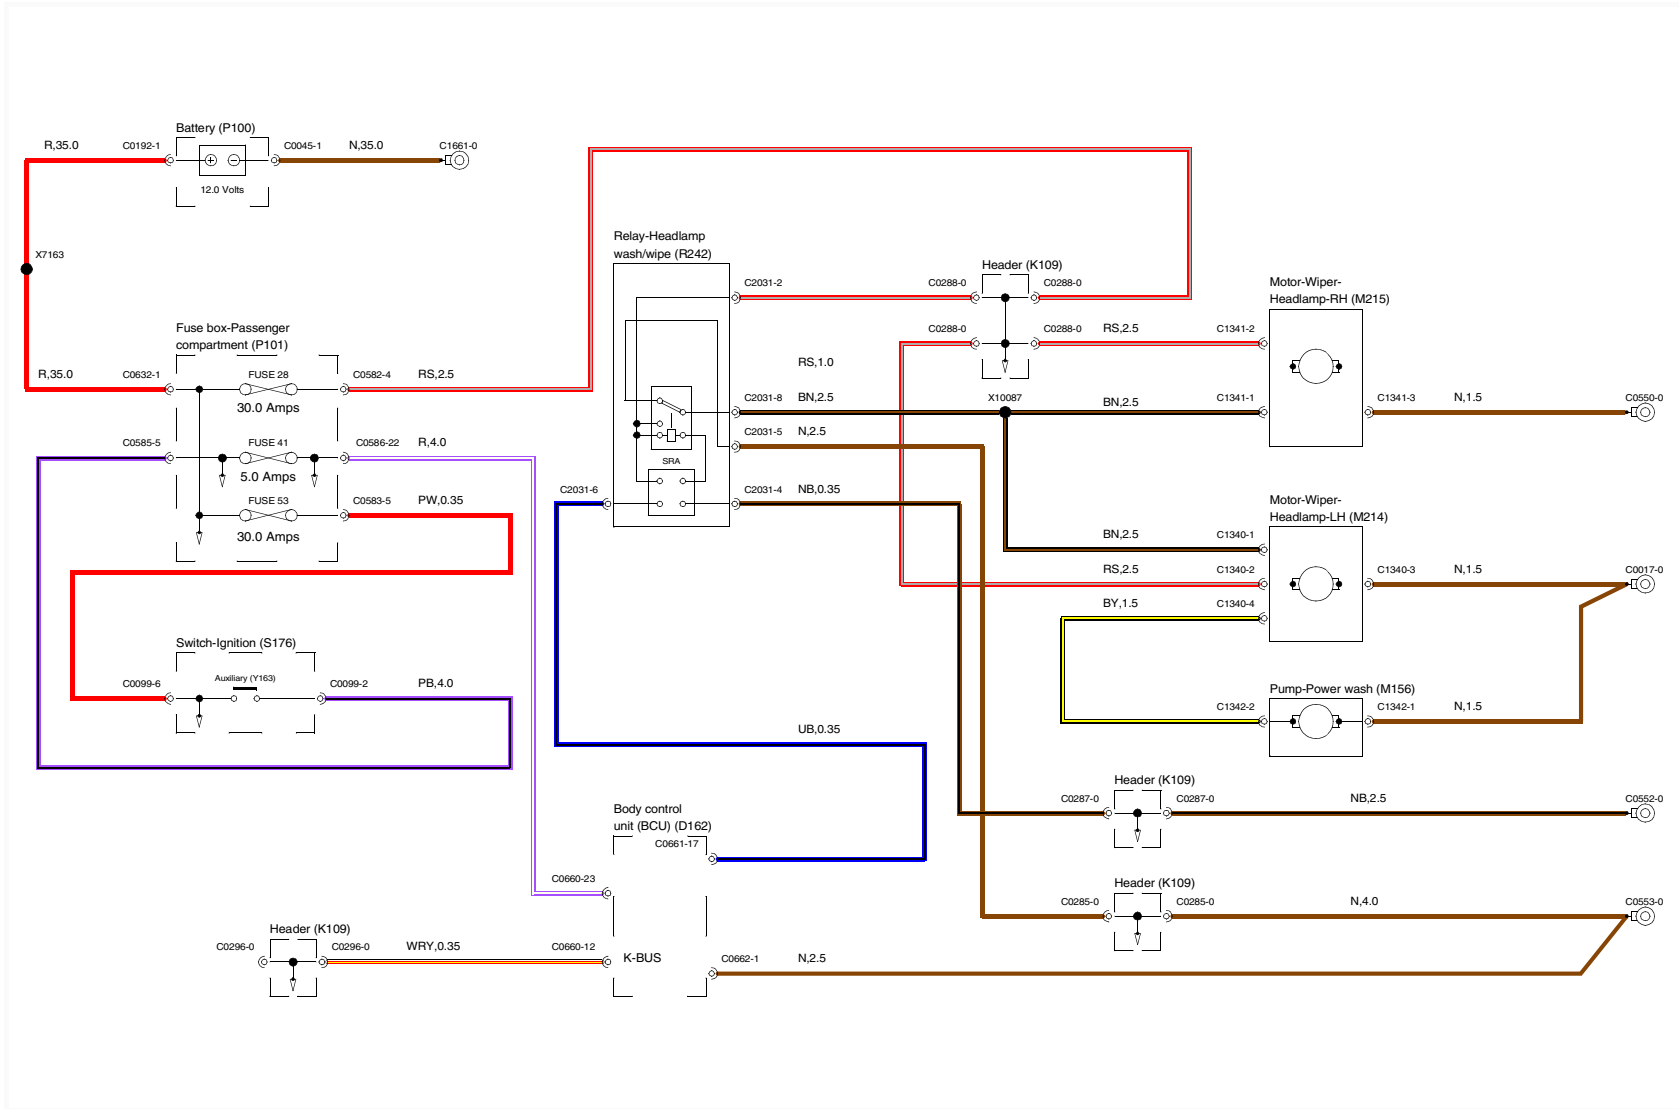 Battery (P100)
R,35.0
C0192-1
C0045-1
N,35.0
C1661-0
12.0 Volts
X7163
Relay-Headlamp
wash/wipe (R242)
C2031-2
C0288-0
Header (K109)
C0288-0
Motor-Wiper-
Headlamp-RH (M215)
Fuse box-Passenger
compartment (P101)
C0288-0
C0288-0
RS,2.5
C1341-2
R,35.0
C0632-1
FUSE 28
30.0 Amps
C0582-4
RS,2.5
RS,1.0
C2031-8
BN,2.5
X10087
BN,2.5
C1341-1
C1341-3
N,1.5
C0550-0
C0585-5
FUSE 41
5.0 Amps
C0586-22
R,4.0
C2031-5
N,2.5
SRA
C2031-6
C2031-4
NB,0.35
FUSE 53
30.0 Amps
C0583-5
PW,0.35
Motor-Wiper-
Headlamp-LH (M214)
BN,2.5
C1340-1
RS,2.5
C1340-2
C1340-3
N,1.5
C0017-0
BY,1.5
C1340-4
Switch-Ignition (S176)
Auxiliary (Y163)
C0099-6
C0099-2
PB,4.0
Pump-Power wash (M156)
C1342-2
C1342-1
N,1.5
UB,0.35
Body control
unit (BCU) (D162)
C0661-17
Header (K109)
C0287-0
C0287-0
NB,2.5
C0552-0
C0660-23
Header (K109)
C0285-0
C0285-0
N,4.0
C0553-0
Header (K109)
C0296-0
C0296-0
WRY,0.35
C0660-12
K-BUS
C0662-1
N,2.5